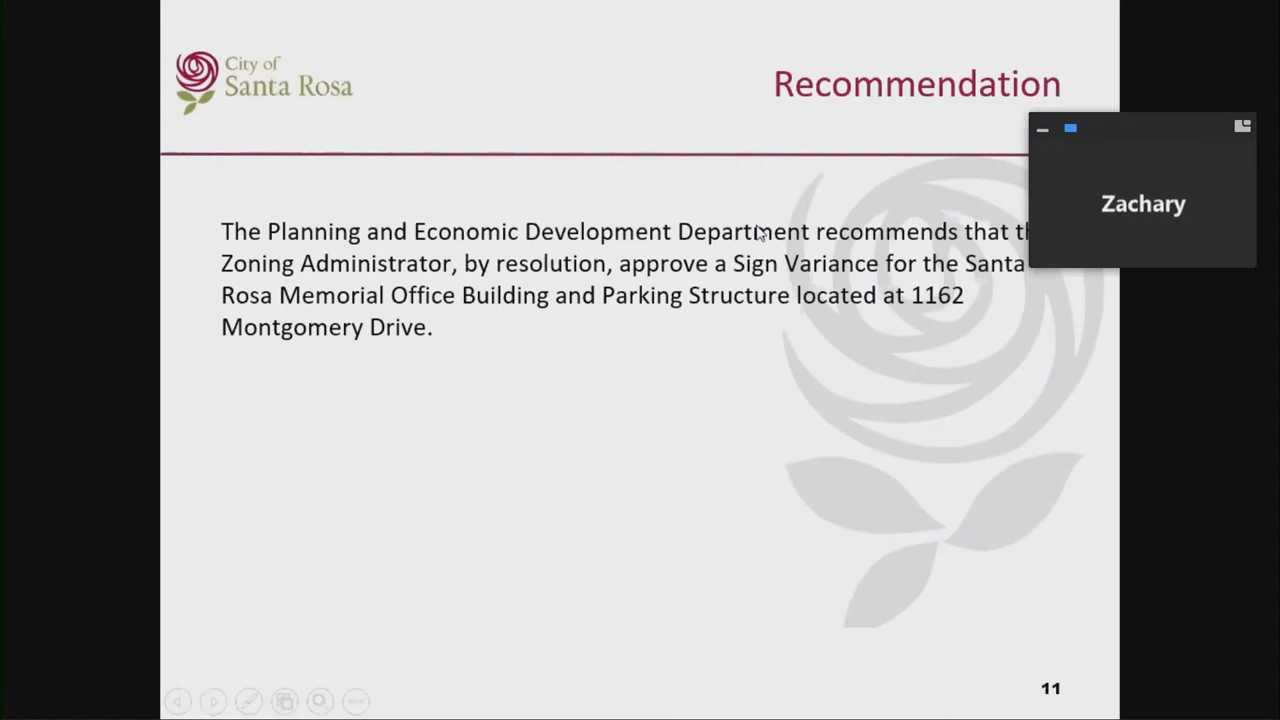 City of
Santa Rosa
Recommendation
Zachary
The Planning and Economic Development Department recommends that
Zoning Administrator, by resolution, approve a Sign Variance for the Santa
Rosa Memorial Office Building and Parking Structure located at 1162
Montgomery Drive.
11